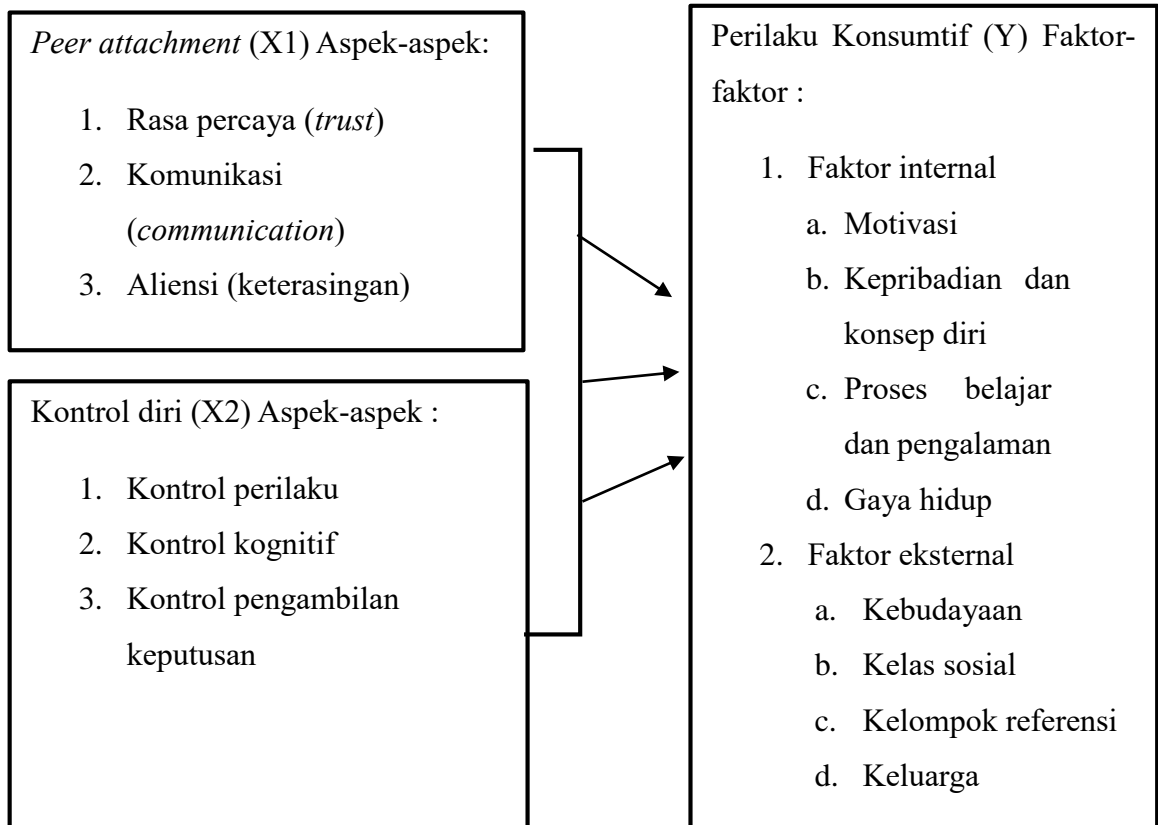 Peer attachment (X1) Aspek-aspek:
1. Rasa percaya (trust)
2. Komunikasi
(communication)
3. Aliensi (keterasingan)
Kontrol diri (X2) Aspek-aspek :
1. Kontrol perilaku
2. Kontrol kognitif
3. Kontrol pengambilan
keputusan
Perilaku Konsumtif (Y) Faktor-
faktor :
1. Faktor internal
a. Motivasi
b. Kepribadian dan
konsep diri
c. Proses belajar
dan pengalaman
d. Gaya hidup
2. Faktor eksternal
a. Kebudayaan
b. Kelas sosial
c. Kelompok referensi
d. Keluarga